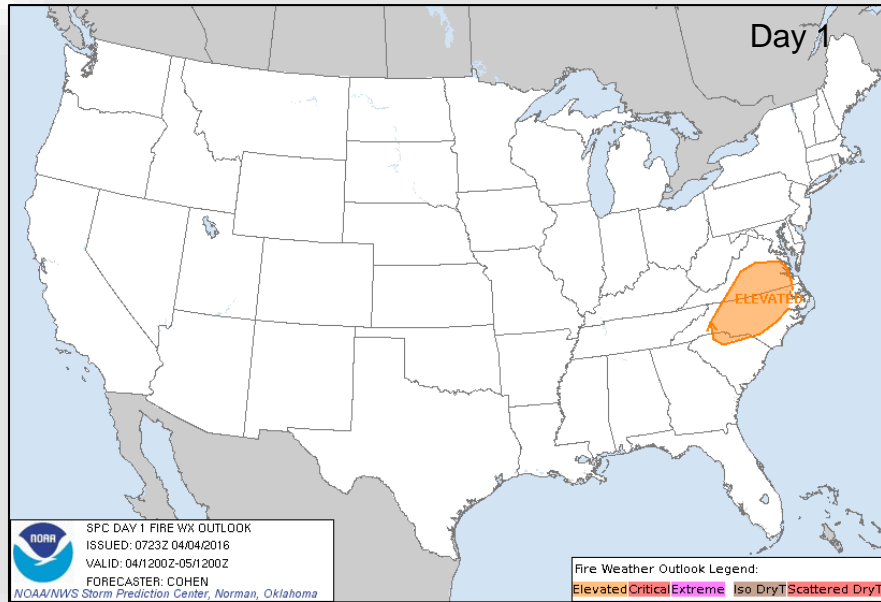 Day 1
ELEVATED
NOAA
SPC DAY 1 FIRE WX OUTLOOK
ISSUED: 0723Z 04/04/2016
VALID: 04/1200Z-05/1200Z
FORECASTER: COHEN
NOAA/NWS Storm Prediction Center, Norman, Oklahoma
Fire Weather Outlook Legend:
Elevated Critical Extreme Iso DryT Scattered DryT